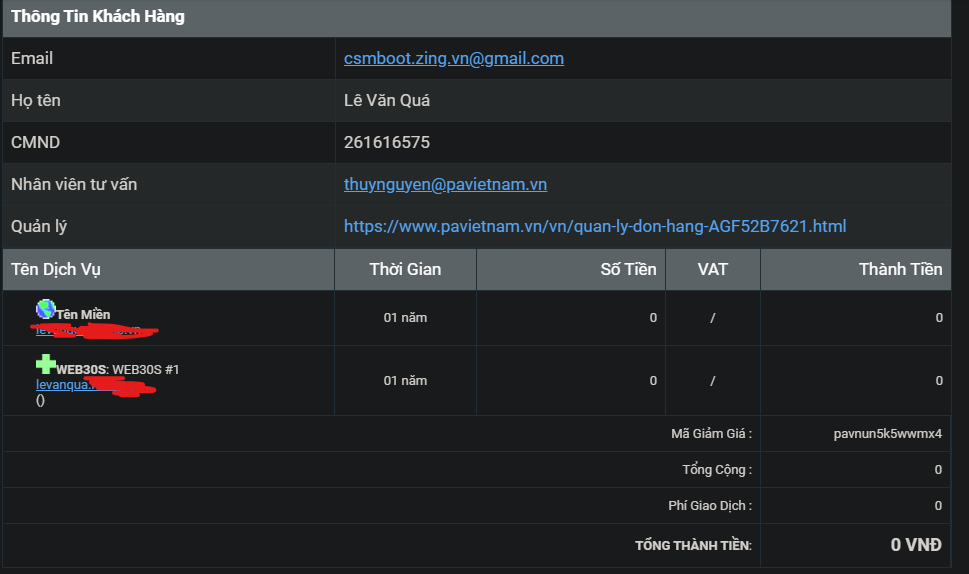 Thông Tin Khách Hàng
Email csmboot.zing.vn@gmail.com
Họ tên Lê Văn Quá
CMND 261616575
Nhân viên tư vấn thuynguyen@pavietnam.vn
Quản lý https://www.pavietnam.vn/vn/quan-ly-don-hang-AGF52B7621.html
Tên Dịch Vụ Thời Gian Số Tiền VAT Thành Tiền
Tên Miền
01 năm 0 / 0
WEB30S: WEB30S #1
levanqua. 01 năm 0 / 0
()
Mã Giảm Giá : pavnun5k5wwmx4
Tổng Cộng : 0
Phí Giao Dịch : 0
TỔNG THÀNH TIỀN: 0 VNĐ